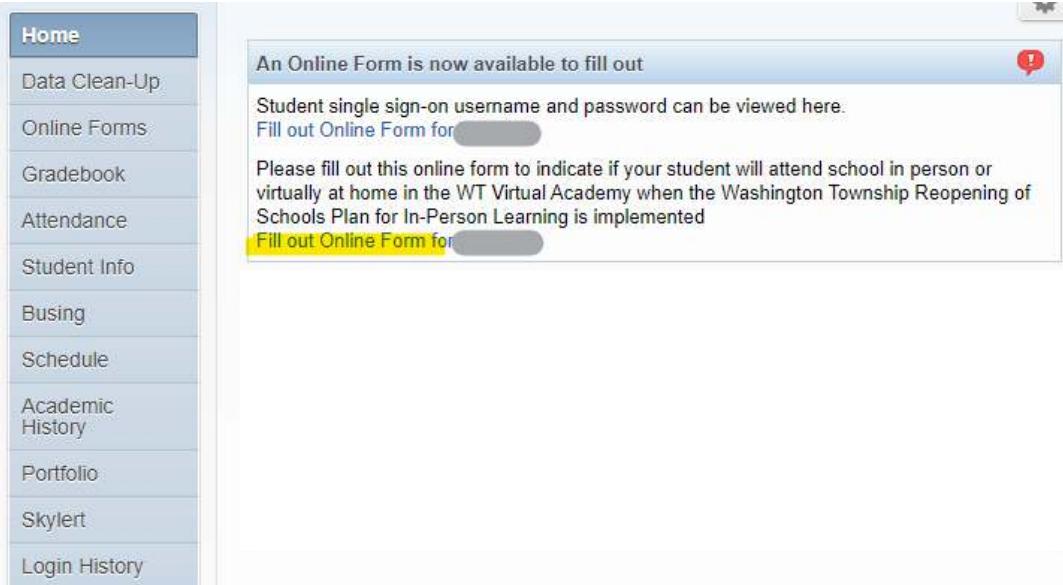 Home
Data Clean-Up
Online Forms
Gradebook
Attendance
Student Info
Busing
Schedule
Academic
History
Portfolio
Skylert
Login History
An Online Form is now available to fill out
Student single sign-on username and password can be viewed here.
Fill out Online Form for
Please fill out this online form to indicate if your student will attend school in person or
virtually at home in the WT Virtual Academy when the Washington Township Reopening of
Schools Plan for In-Person Learning is implemented
Fill out Online Form for